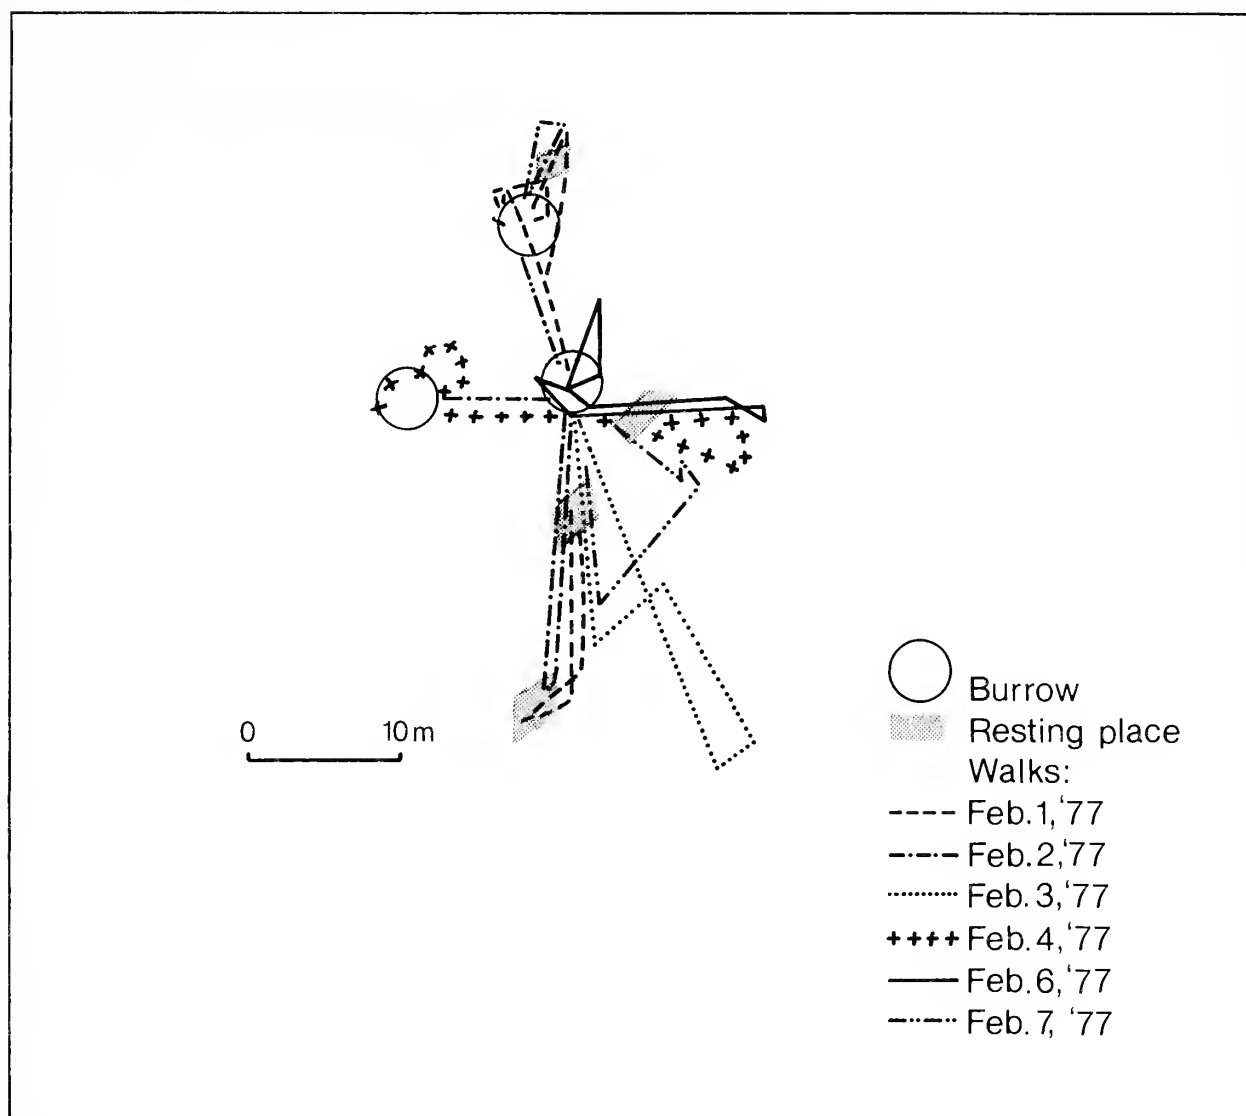 0 10 m
Burrow
Resting place
Walks:
Feb. 1, '77
Feb. 2, '77
Feb. 3, '77
Feb. 4, '77
Feb. 6, '77
Feb. 7, '77